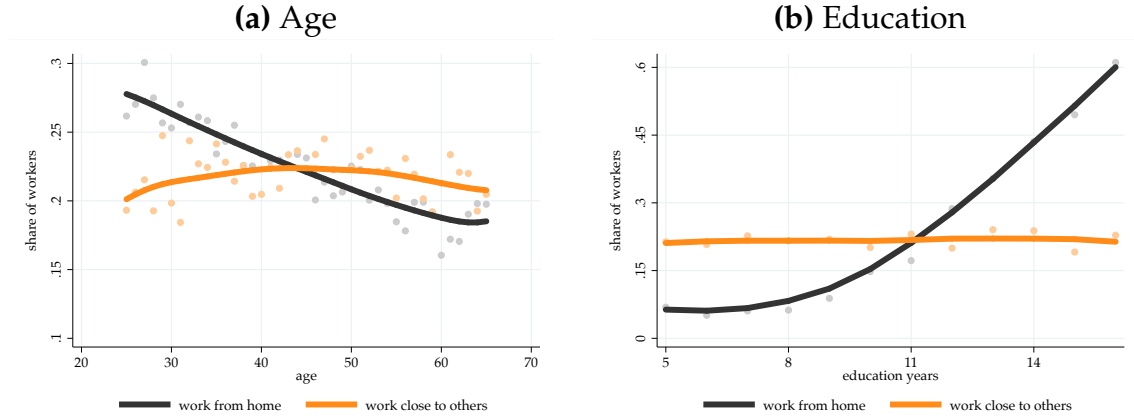 (a) Age
share of workers
.3
.25
.2
.15
.1
20 30 40 50 60 70
age
work from home work close to others
(b) Education
share of workers
.6
.45
.3
.15
0
5 8 11 14
education years
work from home work close to others